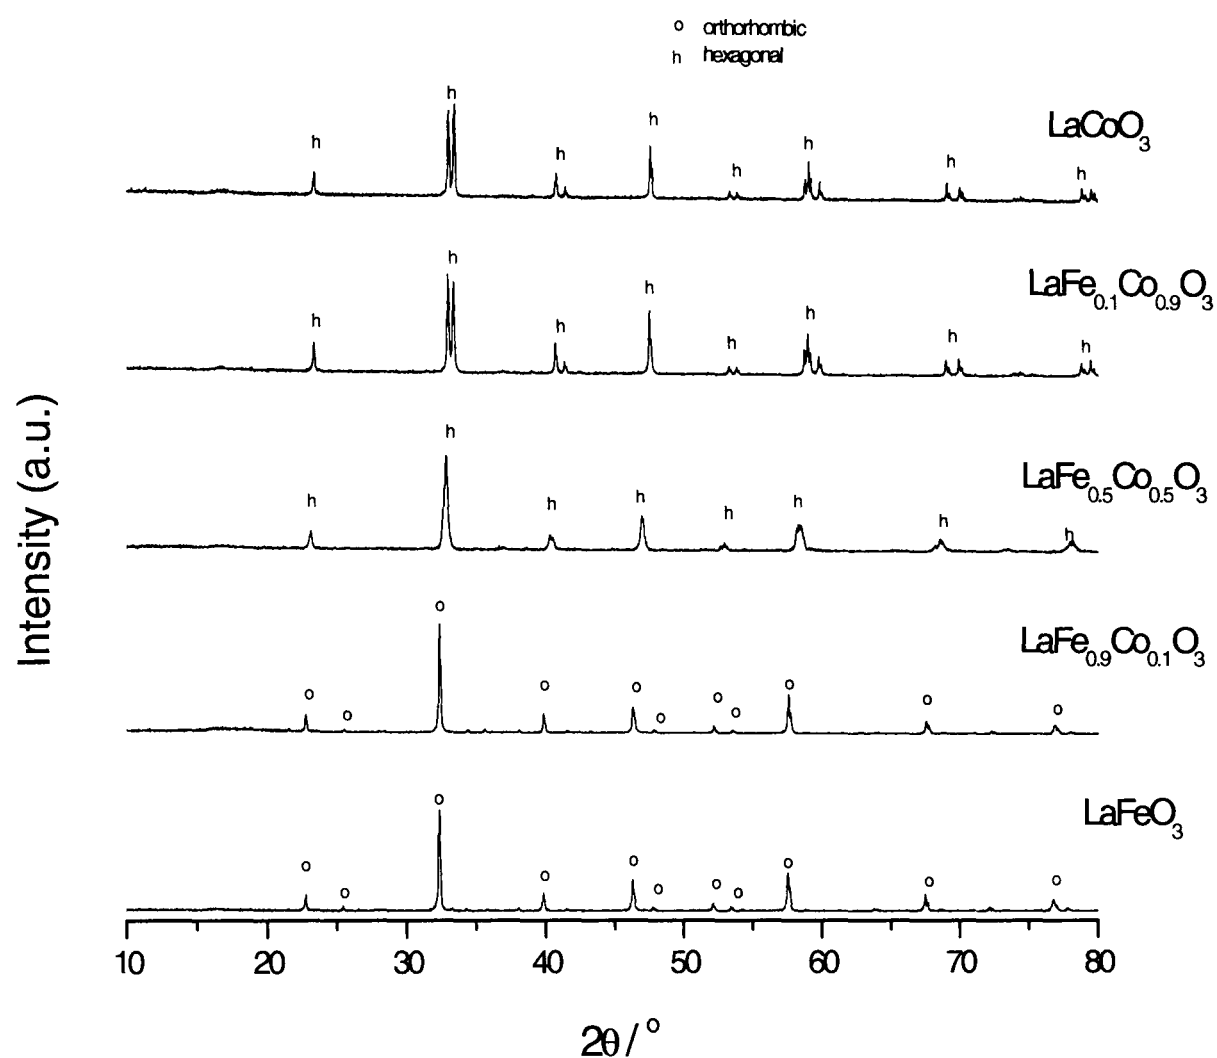 o orthorhombic
h hexagonal
h h h h h h h h
LaCoO3
h h h h h h h h
LaFe0.1Co0.9O3
h h h h h h h h
LaFe0.5Co0.5O3
o o o o o o o o o o o
LaFe0.9Co0.1O3
o o o o o o o o o o o
LaFeO3
Intensity (a.u.)
10 20 30 40 50 60 70 80
2θ/°